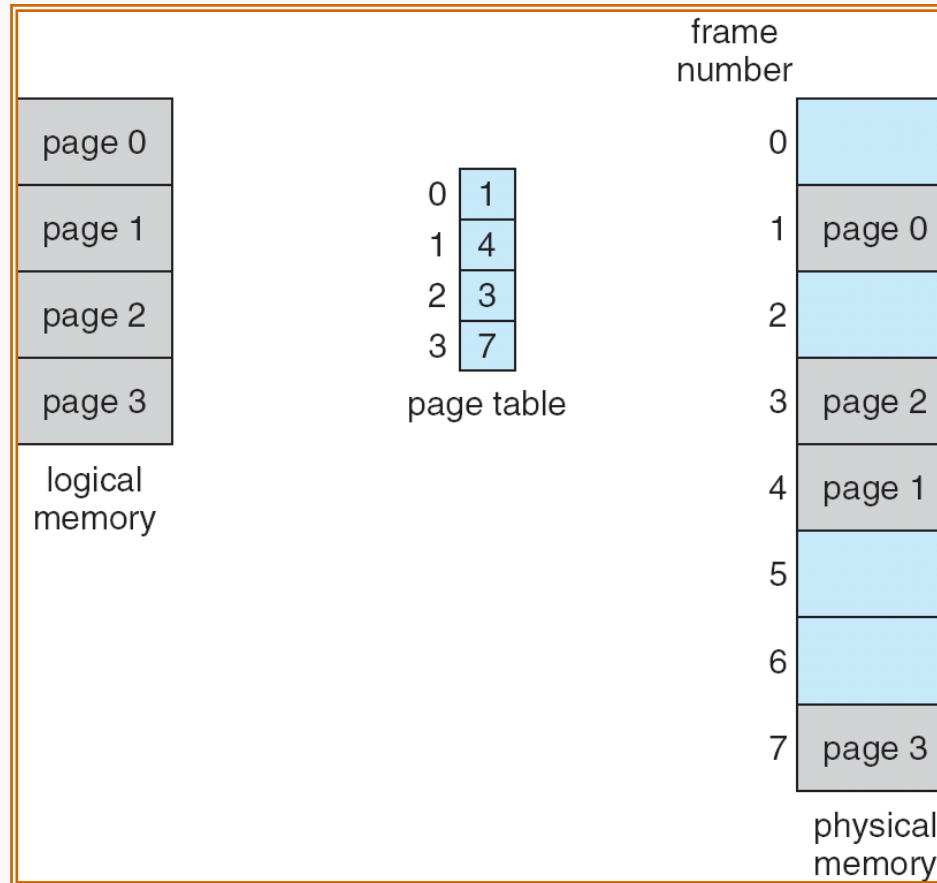 frame
number
page 0
page 1
page 2
page 3
logical
memory
0 1
1 4
2 3
3 7
page table
0
1 page 0
2
3 page 2
4 page 1
5
6
7 page 3
physical
memory